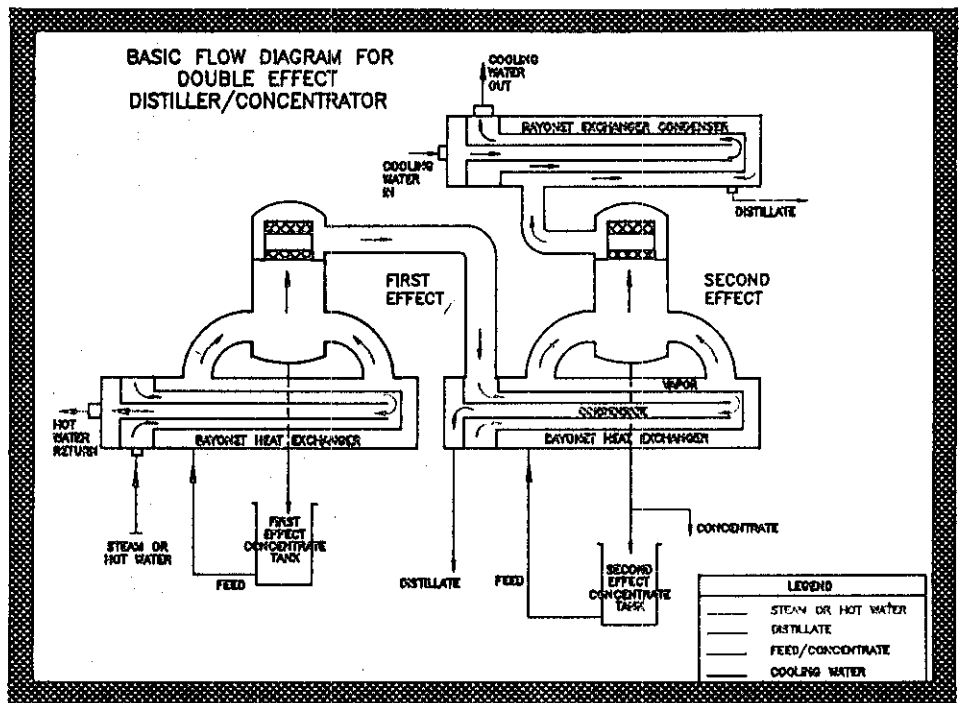 BASIC FLOW DIAGRAM FOR
DOUBLE EFFECT
DISTILLER/CONCENTRATOR
COOLING
WATER
OUT
BAYONET EXCHANGER CONDENSER
COOLING
WATER
IN
DISTILLATE
FIRST
EFFECT
SECOND
EFFECT
VAPOR
HOT
WATER
RETURN
BAYONET HEAT EXCHANGER
BAYONET HEAT EXCHANGER
STEAM OR
HOT WATER
FEED
FIRST
EFFECT
CONCENTRATE
TANK
DISTILLATE
FEED
SECOND
EFFECT
CONCENTRATE
TANK
CONCENTRATE
LEGEND
STEAM OR HOT WATER
DISTILLATE
FEED/CONCENTRATE
COOLING WATER